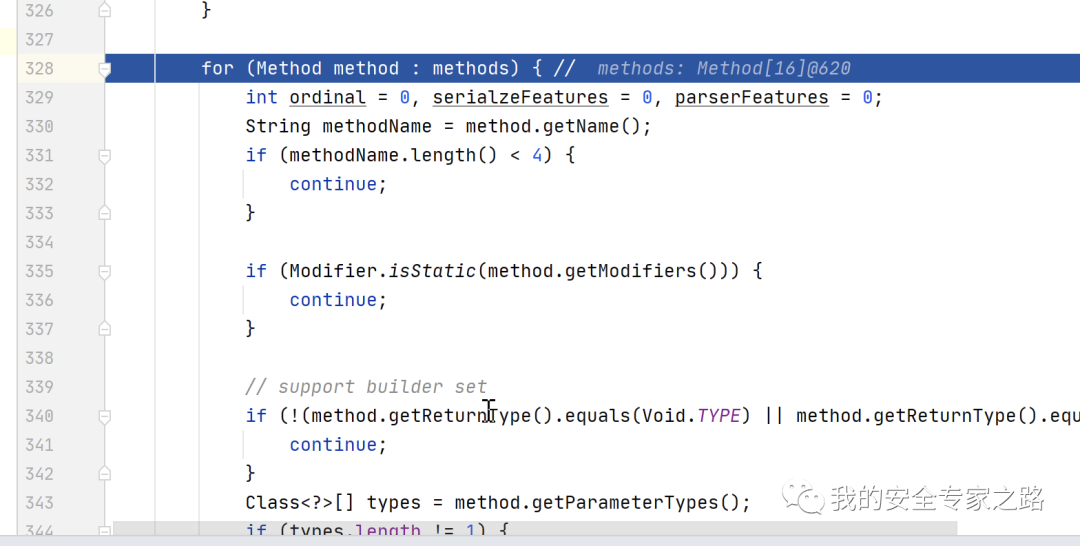 326 }
327
328 for (Method method : methods) { // methods: Method[16]@620
329 int ordinal = 0, serialzeFeatures = 0, parserFeatures = 0;
330 String methodName = method.getName();
331 if (methodName.length() < 4) {
332 continue;
333 }
334
335 if (Modifier.isStatic(method.getModifiers())) {
336 continue;
337 }
338
339 // support builder set
340 if (!(method.getReturnType().equals(Void.TYPE) || method.getReturnType().equ
341 continue;
342 }
343 Class<?>[] types = method.getParameterTypes();
344 if (types.length != 1) {
我的安全专家之路